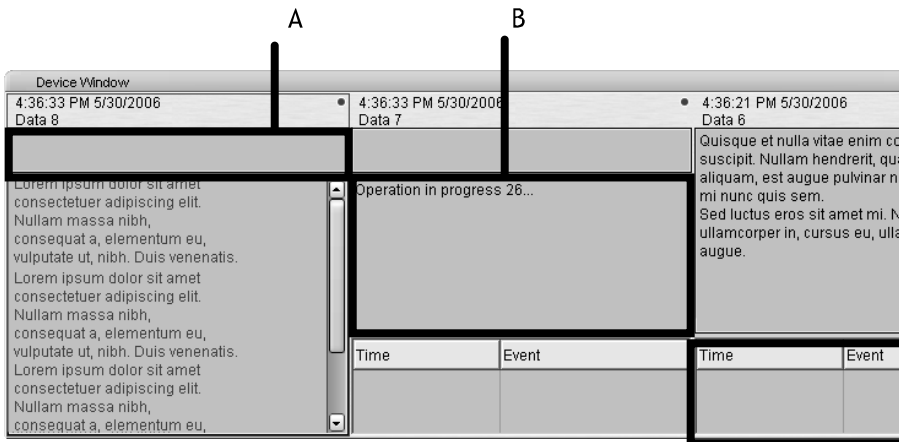 A
B
Device Window
4:36:33 PM 5/30/2006
Data 8
Lorem ipsum dolor sit amet
consectetuer adipiscing elit.
Nullam massa nibh,
consequat a, elementum eu,
vulputate ut, nibh. Duis venenatis.
Lorem ipsum dolor sit amet
consectetuer adipiscing elit.
Nullam massa nibh,
consequat a, elementum eu,
vulputate ut, nibh. Duis venenatis.
Lorem ipsum dolor sit amet
consectetuer adipiscing elit.
Nullam massa nibh,
consequat a, elementum eu,
4:36:33 PM 5/30/2006
Data 7
Operation in progress 26...
Time Event
4:36:21 PM 5/30/2006
Data 6
Quisque et nulla vitae enim co
suscipit. Nullam hendrerit, qu
aliquam, est augue pulvinar n
mi nunc quis sem.
Sed luctus eros sit amet mi. N
ullamcorper in, cursus eu, ulla
augue.
Time Event